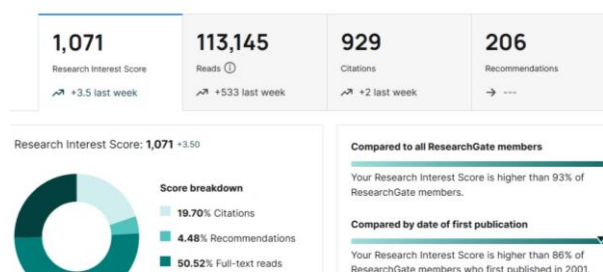 1,071
Research Interest Score
+3.5 last week
113,145
Reads
+533 last week
929
Citations
+2 last week
206
Recommendations
---
Research Interest Score: 1,071 +3.50
Score breakdown
19.70% Citations
4.48% Recommendations
50.52% Full-text reads
Compared to all ResearchGate members
Your Research Interest Score is higher than 93% of
ResearchGate members.
Compared by date of first publication
Your Research Interest Score is higher than 86% of
ResearchGate members who first published in 2001.